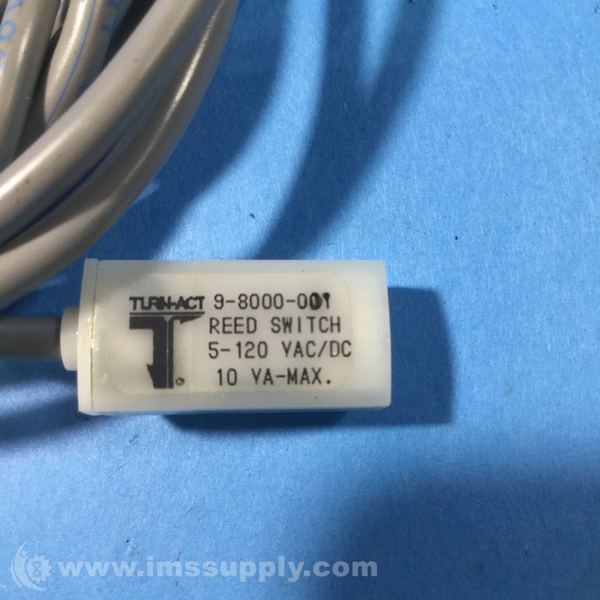 TURN-ACT 9-8000-001
REED SWITCH
5-120 VAC/DC
10 VA-MAX.
www.imssupply.com